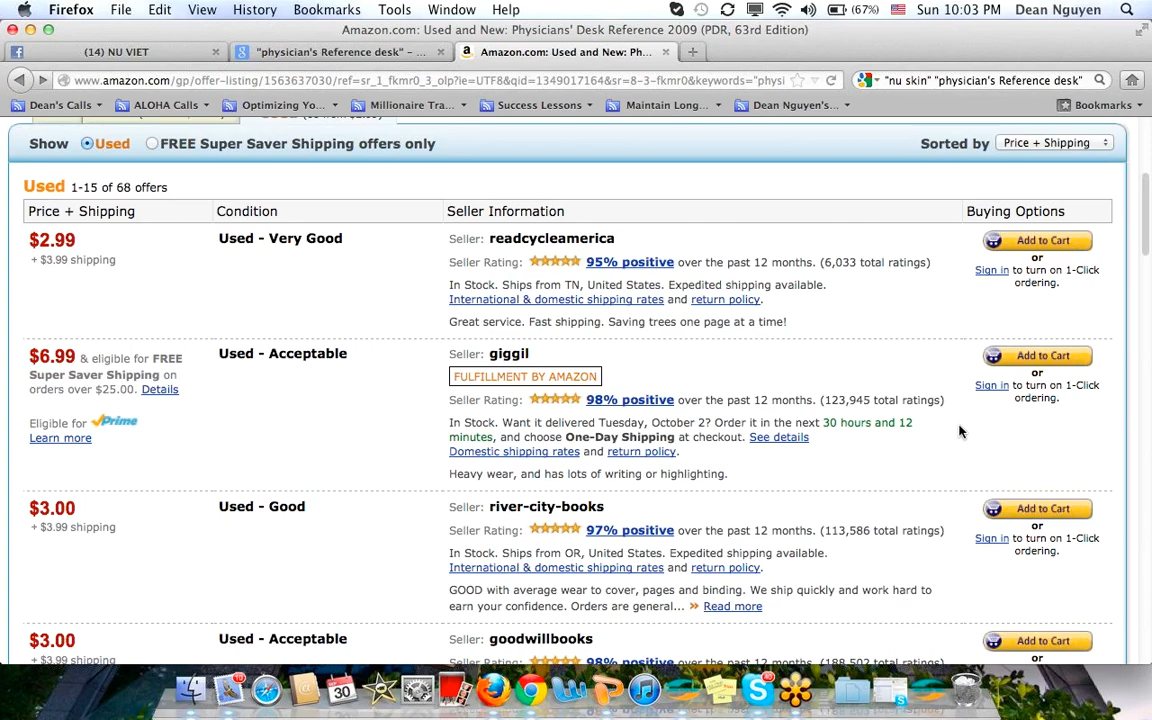 Firefox File Edit View History Bookmarks Tools Window Help (67%) Sun 10:03 PM Dean Nguyen
Amazon.com: Used and New: Physicians' Desk Reference 2009 (PDR, 63rd Edition)
(14) NU VIET "physician's Reference desk" – ... Amazon.com: Used and New: Ph...
www.amazon.com/gp/offer-listing/1563637030/ref=sr_1_fkmr0_3_olp?ie=UTF8&qid=1349017164&sr=8-3-fkmr0&keywords="physi "nu skin" "physician's Reference desk"
Dean's Calls ALOHA Calls Optimizing Yo... Millionaire Tra... Success Lessons Maintain Long... Dean Nguyen's... Bookmarks
Show Used FREE Super Saver Shipping offers only Sorted by Price + Shipping
Used 1-15 of 68 offers
Price + Shipping Condition Seller Information Buying Options
$2.99 Used - Very Good Seller: readcycleamerica Add to Cart
+ $3.99 shipping Seller Rating: 95% positive over the past 12 months. (6,033 total ratings) or
Sign in to turn on 1-Click
ordering.
In Stock. Ships from TN, United States. Expedited shipping available.
International & domestic shipping rates and return policy.
Great service. Fast shipping. Saving trees one page at a time!
$6.99 & eligible for FREE Used - Acceptable Seller: giggil Add to Cart
Super Saver Shipping on FULFILLMENT BY AMAZON or
orders over $25.00. Details Sign in to turn on 1-Click
ordering.
Seller Rating: 98% positive over the past 12 months. (123,945 total ratings)
Eligible for Prime In Stock. Want it delivered Tuesday, October 2? Order it in the next 30 hours and 12
Learn more minutes, and choose One-Day Shipping at checkout. See details
Domestic shipping rates and return policy.
Heavy wear, and has lots of writing or highlighting.
$3.00 Used - Good Seller: river-city-books Add to Cart
+ $3.99 shipping Seller Rating: 97% positive over the past 12 months. (113,586 total ratings) or
Sign in to turn on 1-Click
ordering.
In Stock. Ships from OR, United States. Expedited shipping available.
International & domestic shipping rates and return policy.
GOOD with average wear to cover, pages and binding. We ship quickly and work hard to
earn your confidence. Orders are general... » Read more
$3.00 Used - Acceptable Seller: goodwillbooks Add to Cart
+ $3.99 shipping Seller Rating: 98% positive over the past 12 months. (188,502 total ratings) or
30